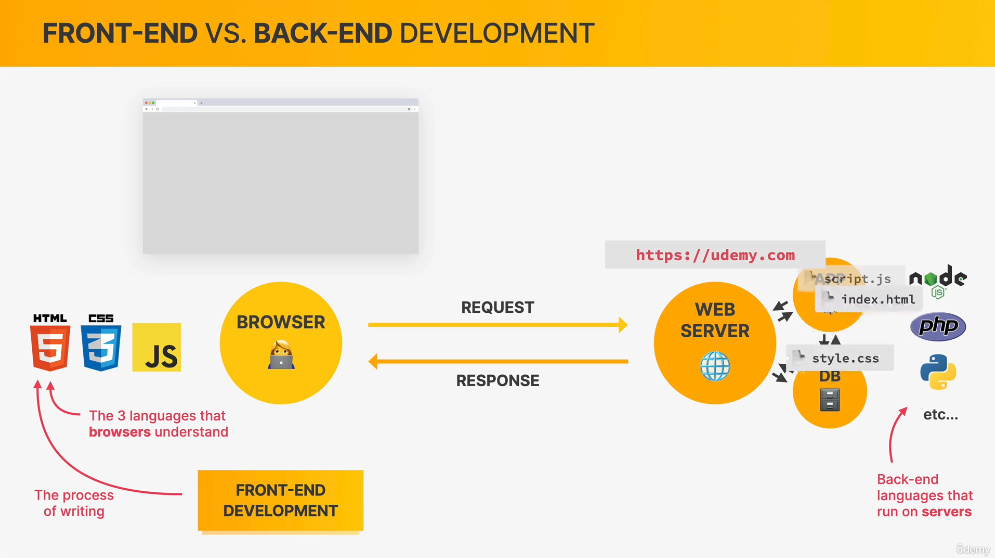 FRONT-END VS. BACK-END DEVELOPMENT
https://udemy.com
script.js
index.html
node
JS
php
HTML
5
CSS
3
JS
BROWSER
REQUEST
RESPONSE
WEB
SERVER
style.css
DB
etc...
The 3 languages that
browsers understand
The process
of writing
FRONT-END
DEVELOPMENT
Back-end
languages that
run on servers
ûdemy